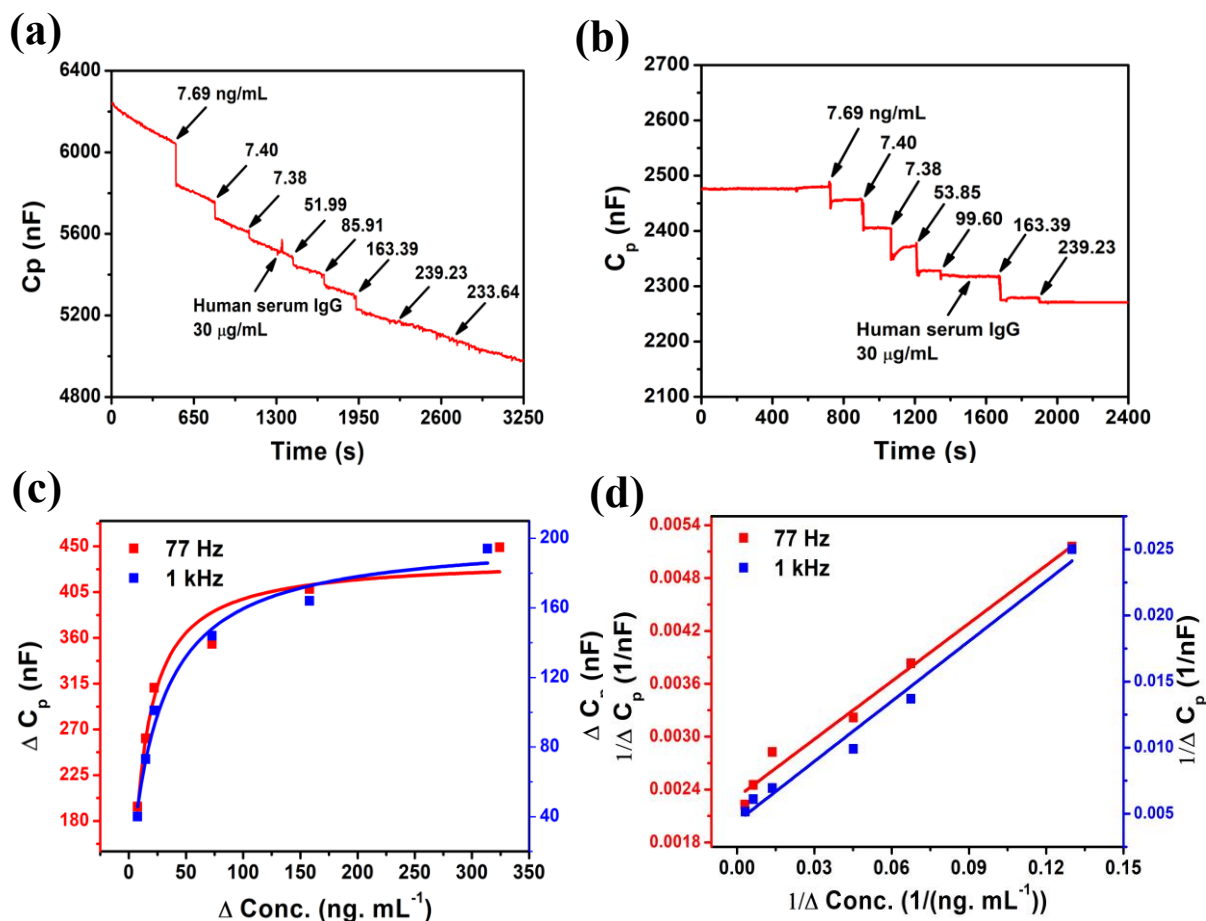 (a)
6400
6000
5600
5200
4800
Cp (nF)
7.69 ng/mL
7.40
7.38
51.99
85.91
163.39
239.23
233.64
Human serum IgG
30 μg/mL
0 650 1300 1950 2600 3250
Time (s)
(b)
2700
2600
2500
2400
2300
2200
2100
Cp (nF)
7.69 ng/mL
7.40
7.38
53.85
99.60
163.39
239.23
Human serum IgG
30 μg/mL
0 400 800 1200 1600 2000 2400
Time (s)
(c)
450
405
360
315
270
225
180
Δ Cp (nF)
77 Hz
1 kHz
200
160
120
80
40
(nF)
0 50 100 150 200 250 300 350
Δ Conc. (ng. mL-1)
(d)
0.0054
0.0048
0.0042
0.0036
0.0030
0.0024
0.0018
1/Δ Cp (1/nF)
77 Hz
1 kHz
0.025
0.020
0.015
0.010
0.005
1/Δ Cp (1/nF)
0.00 0.03 0.06 0.09 0.12 0.15
1/Δ Conc. (1/(ng. mL-1))